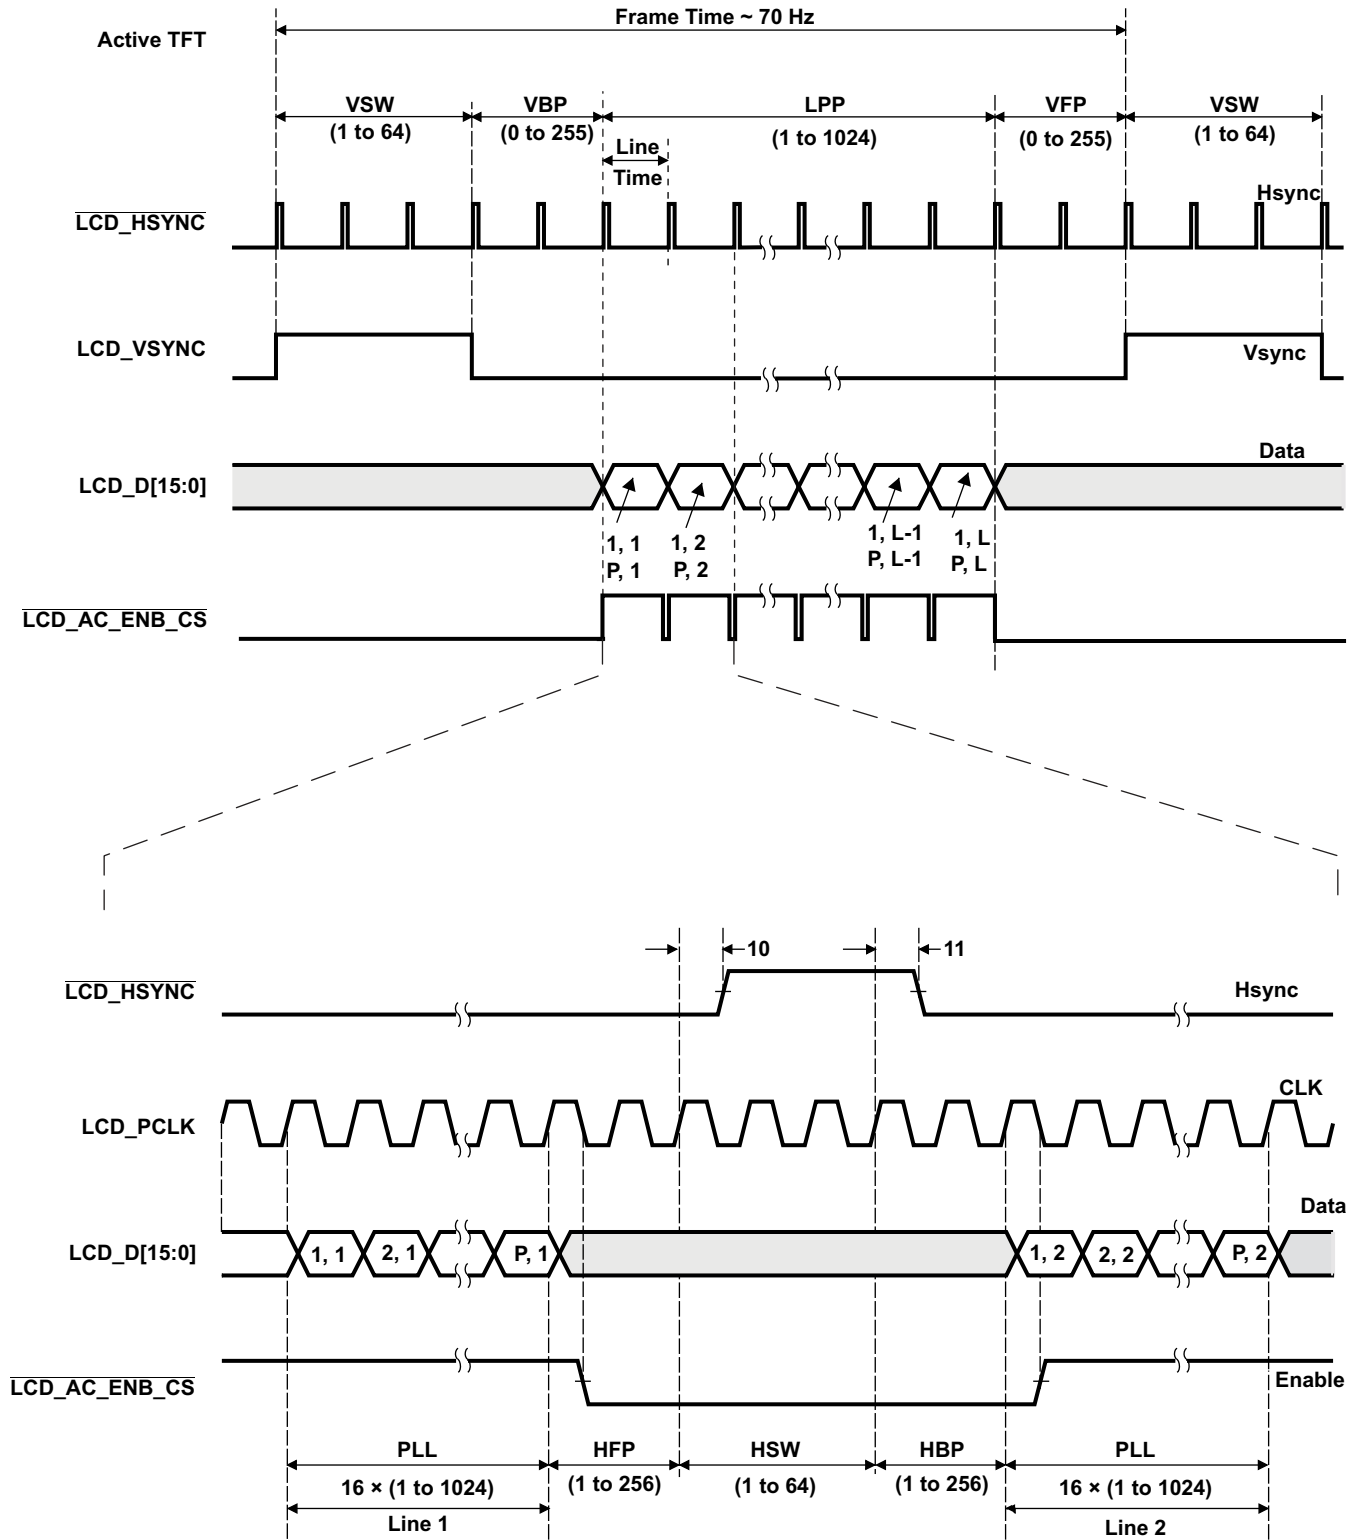 Frame Time ~ 70 Hz
Active TFT
VSW VBP LPP VFP VSW
(1 to 64) (0 to 255) (1 to 1024) (0 to 255) (1 to 64)
Line
Time
Hsync
LCD_HSYNC
LCD_VSYNC
Vsync
Data
LCD_D[15:0]
1, 1 1, 2 1, L-1 1, L
P, 1 P, 2 P, L-1 P, L
LCD_AC_ENB_CS
10 11
LCD_HSYNC
Hsync
CLK
LCD_PCLK
Data
LCD_D[15:0]
1, 1 2, 1 P, 1 1, 2 2, 2 P, 2
LCD_AC_ENB_CS
Enable
PLL HFP HSW HBP PLL
16 × (1 to 1024) (1 to 256) (1 to 64) (1 to 256) 16 × (1 to 1024)
Line 1 Line 2